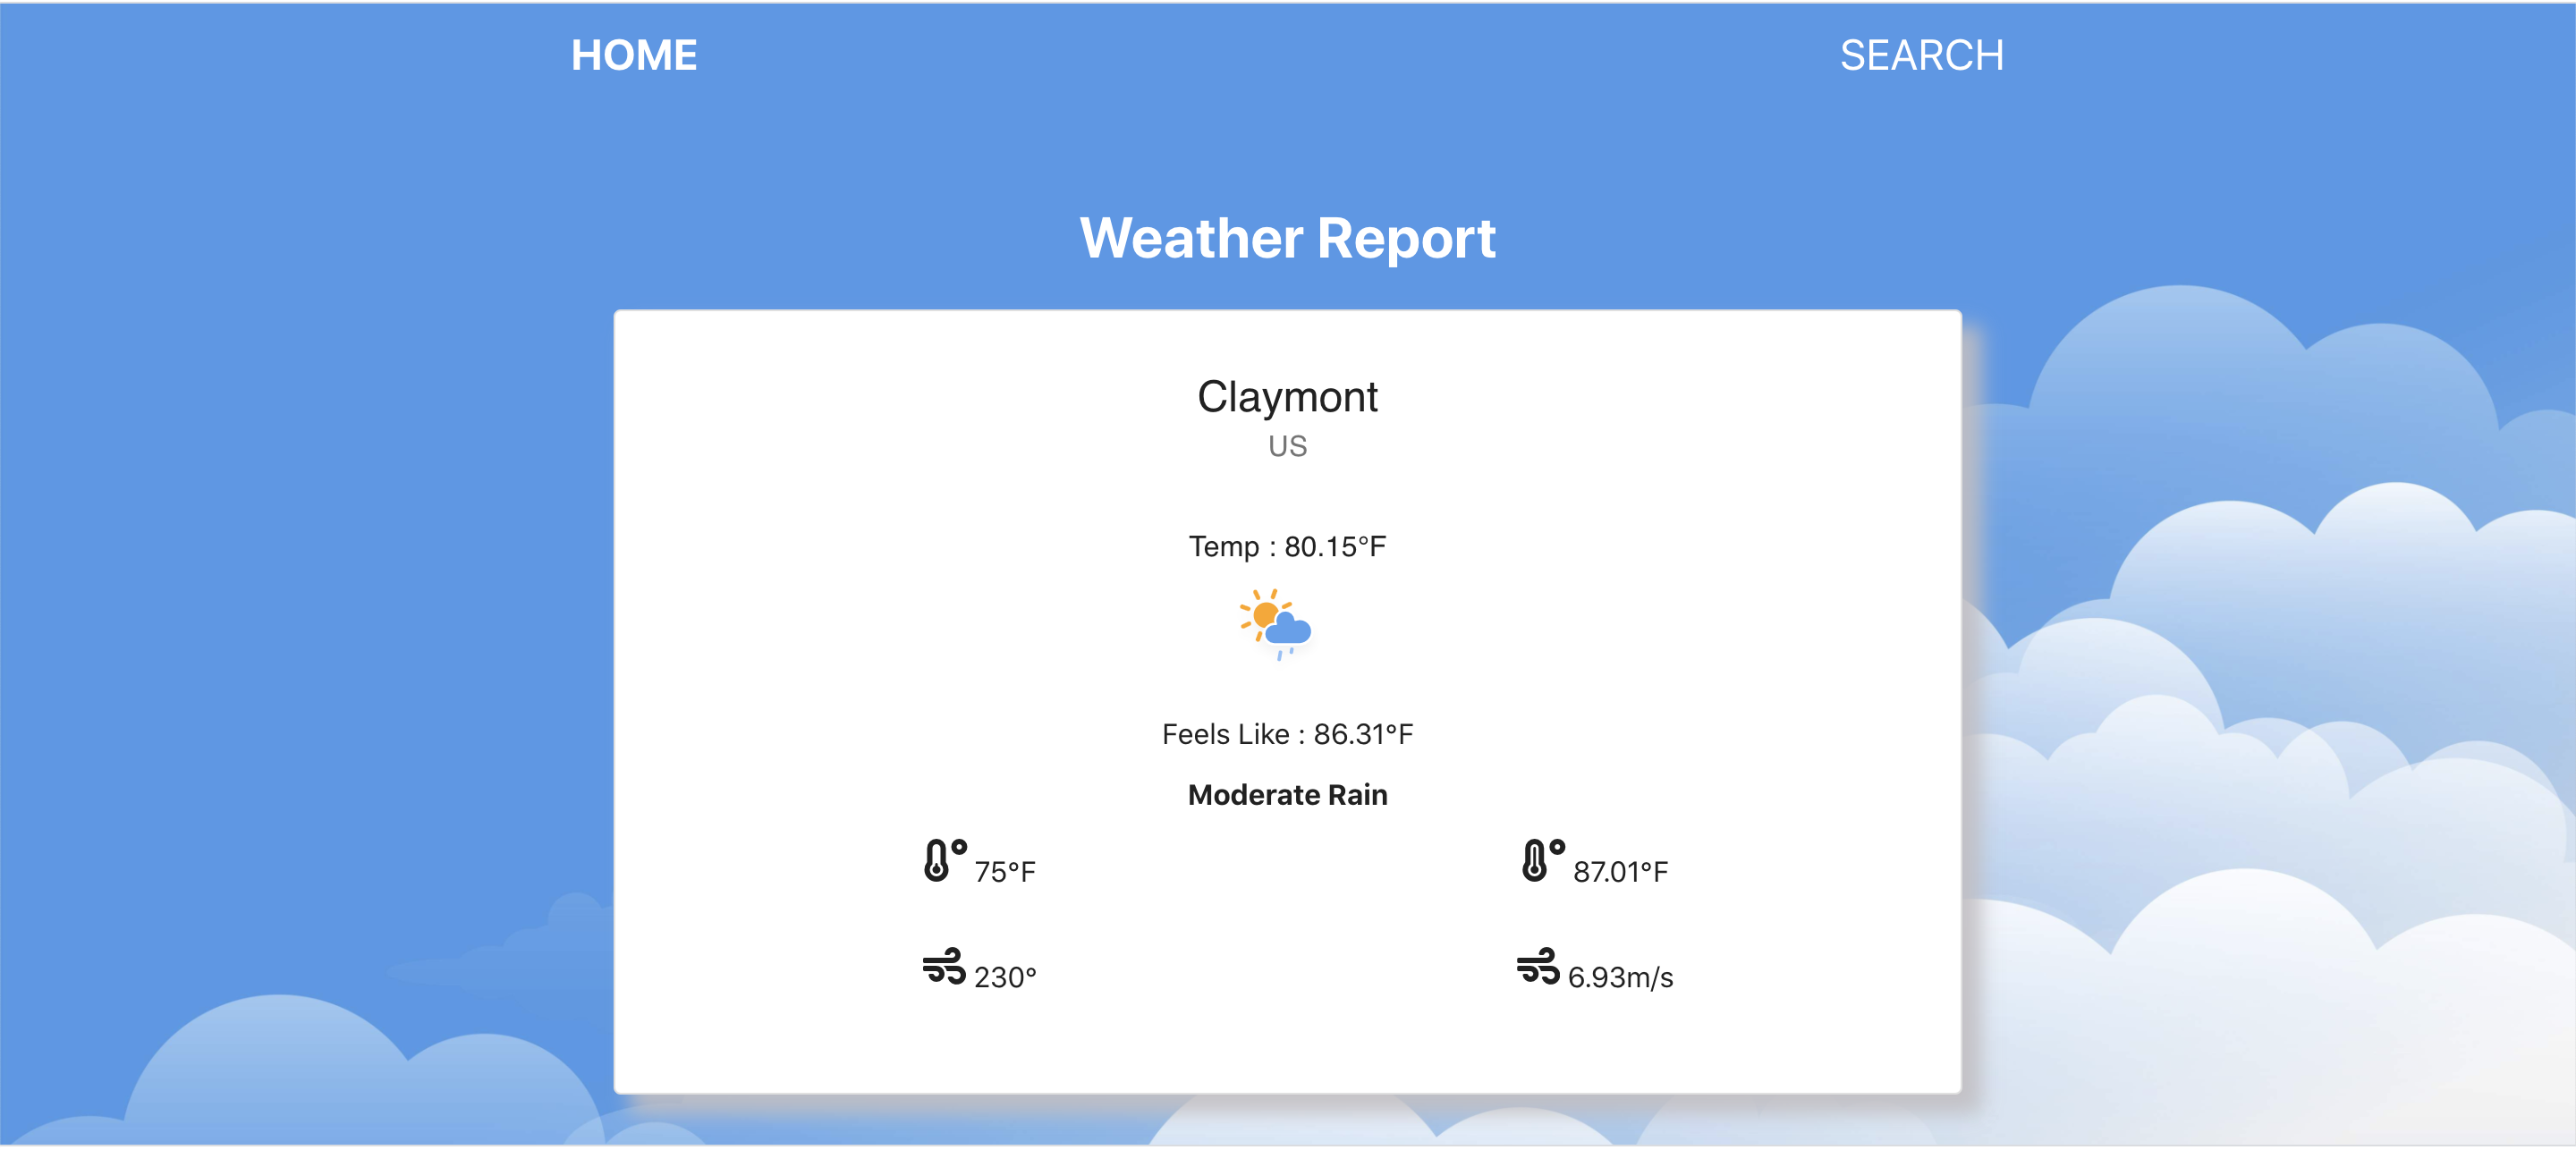 HOME SEARCH
Weather Report
Claymont
US
Temp : 80.15°F
Feels Like : 86.31°F
Moderate Rain
75°F 87.01°F
230° 6.93m/s